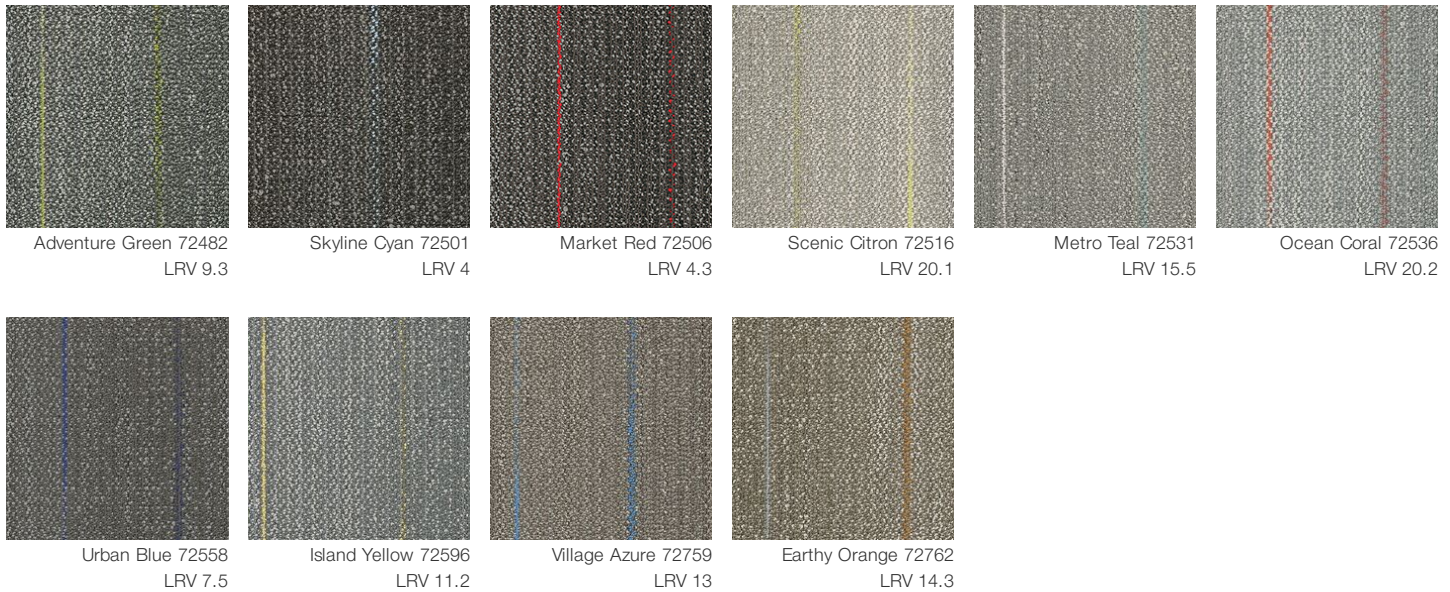 Adventure Green 72482
LRV 9.3
Skyline Cyan 72501
LRV 4
Market Red 72506
LRV 4.3
Scenic Citron 72516
LRV 20.1
Metro Teal 72531
LRV 15.5
Ocean Coral 72536
LRV 20.2
Urban Blue 72558
LRV 7.5
Island Yellow 72596
LRV 11.2
Village Azure 72759
LRV 13
Earthy Orange 72762
LRV 14.3